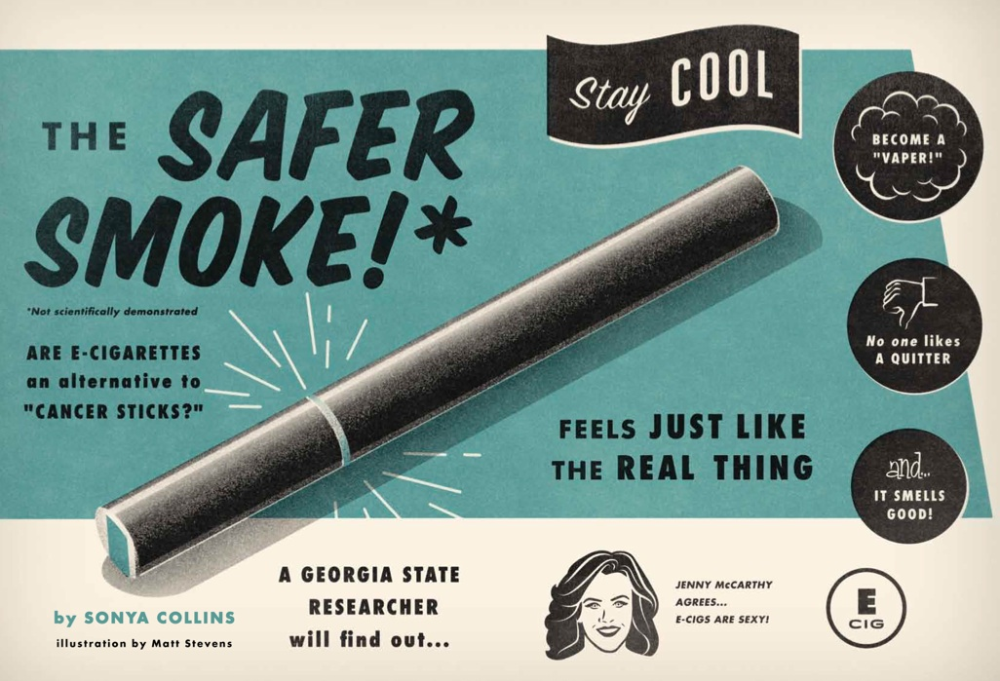 THE SAFER
SMOKE!*
*Not scientifically demonstrated
ARE E-CIGARETTES
an alternative to
"CANCER STICKS?"
Stay COOL
BECOME A
"VAPER!"
No one likes
A QUITTER
and..
IT SMELLS
GOOD!
FEELS JUST LIKE
THE REAL THING
by SONYA COLLINS
illustration by Matt Stevens
A GEORGIA STATE
RESEARCHER
will find out...
JENNY McCARTHY
AGREES...
E-CIGS ARE SEXY!
E
CIG